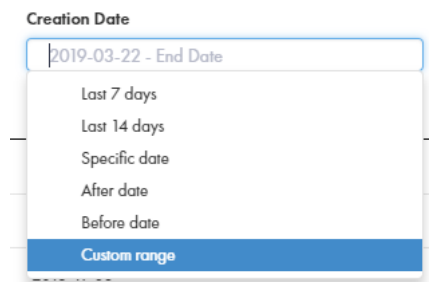 Creation Date
2019-03-22 - End Date
Last 7 days
Last 14 days
Specific date
After date
Before date
Custom range